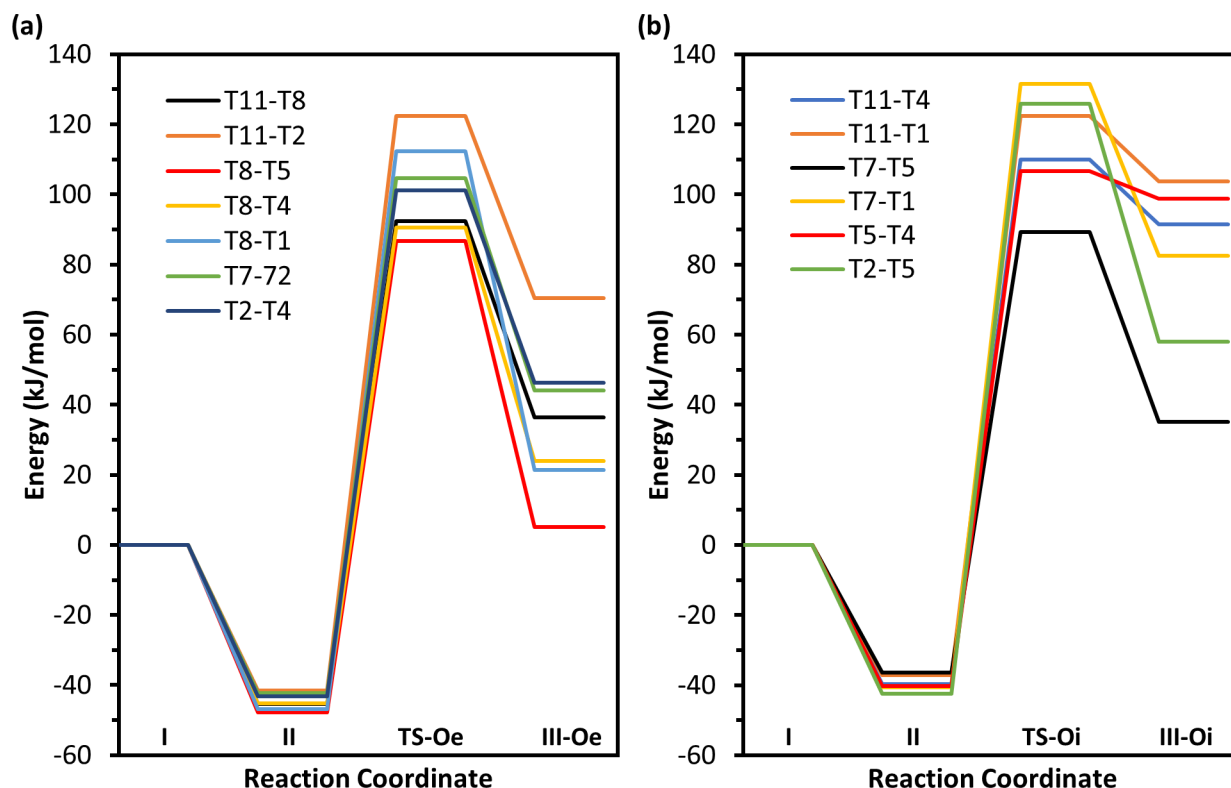 (a)
Energy (kJ/mol)
140
120
100
80
60
40
20
0
-20
-40
-60
T11-T8
T11-T2
T8-T5
T8-T4
T8-T1
T7-72
T2-T4
I II TS-Oe III-Oe
Reaction Coordinate
(b)
Energy (kJ/mol)
140
120
100
80
60
40
20
0
-20
-40
-60
T11-T4
T11-T1
T7-T5
T7-T1
T5-T4
T2-T5
I II TS-Oi III-Oi
Reaction Coordinate